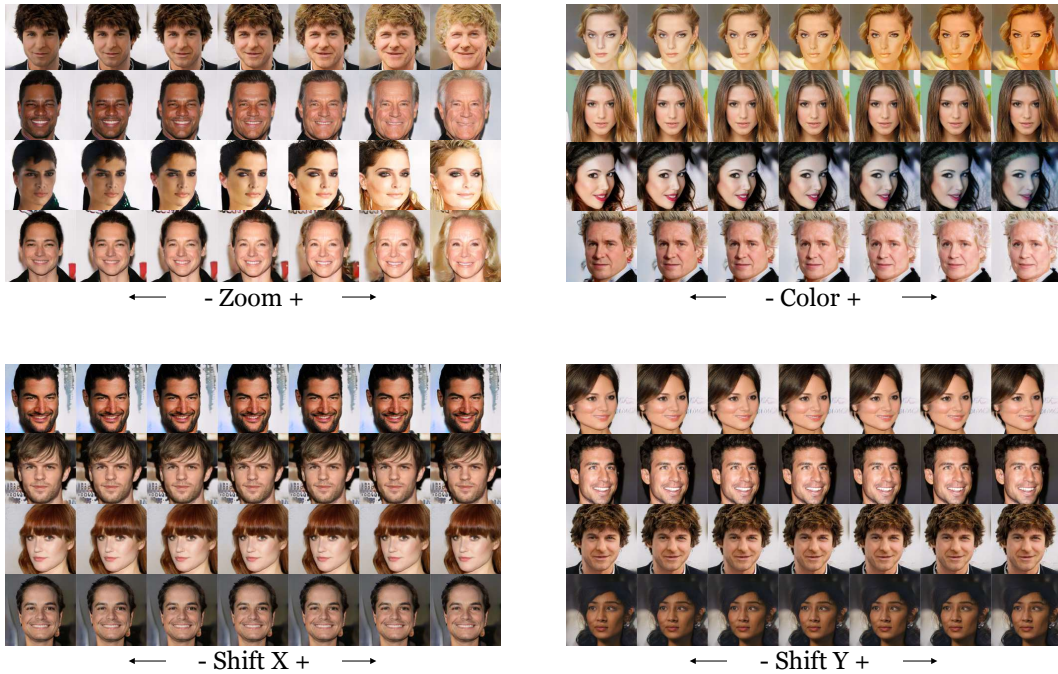 - Zoom +
- Color +
- Shift X +
- Shift Y +